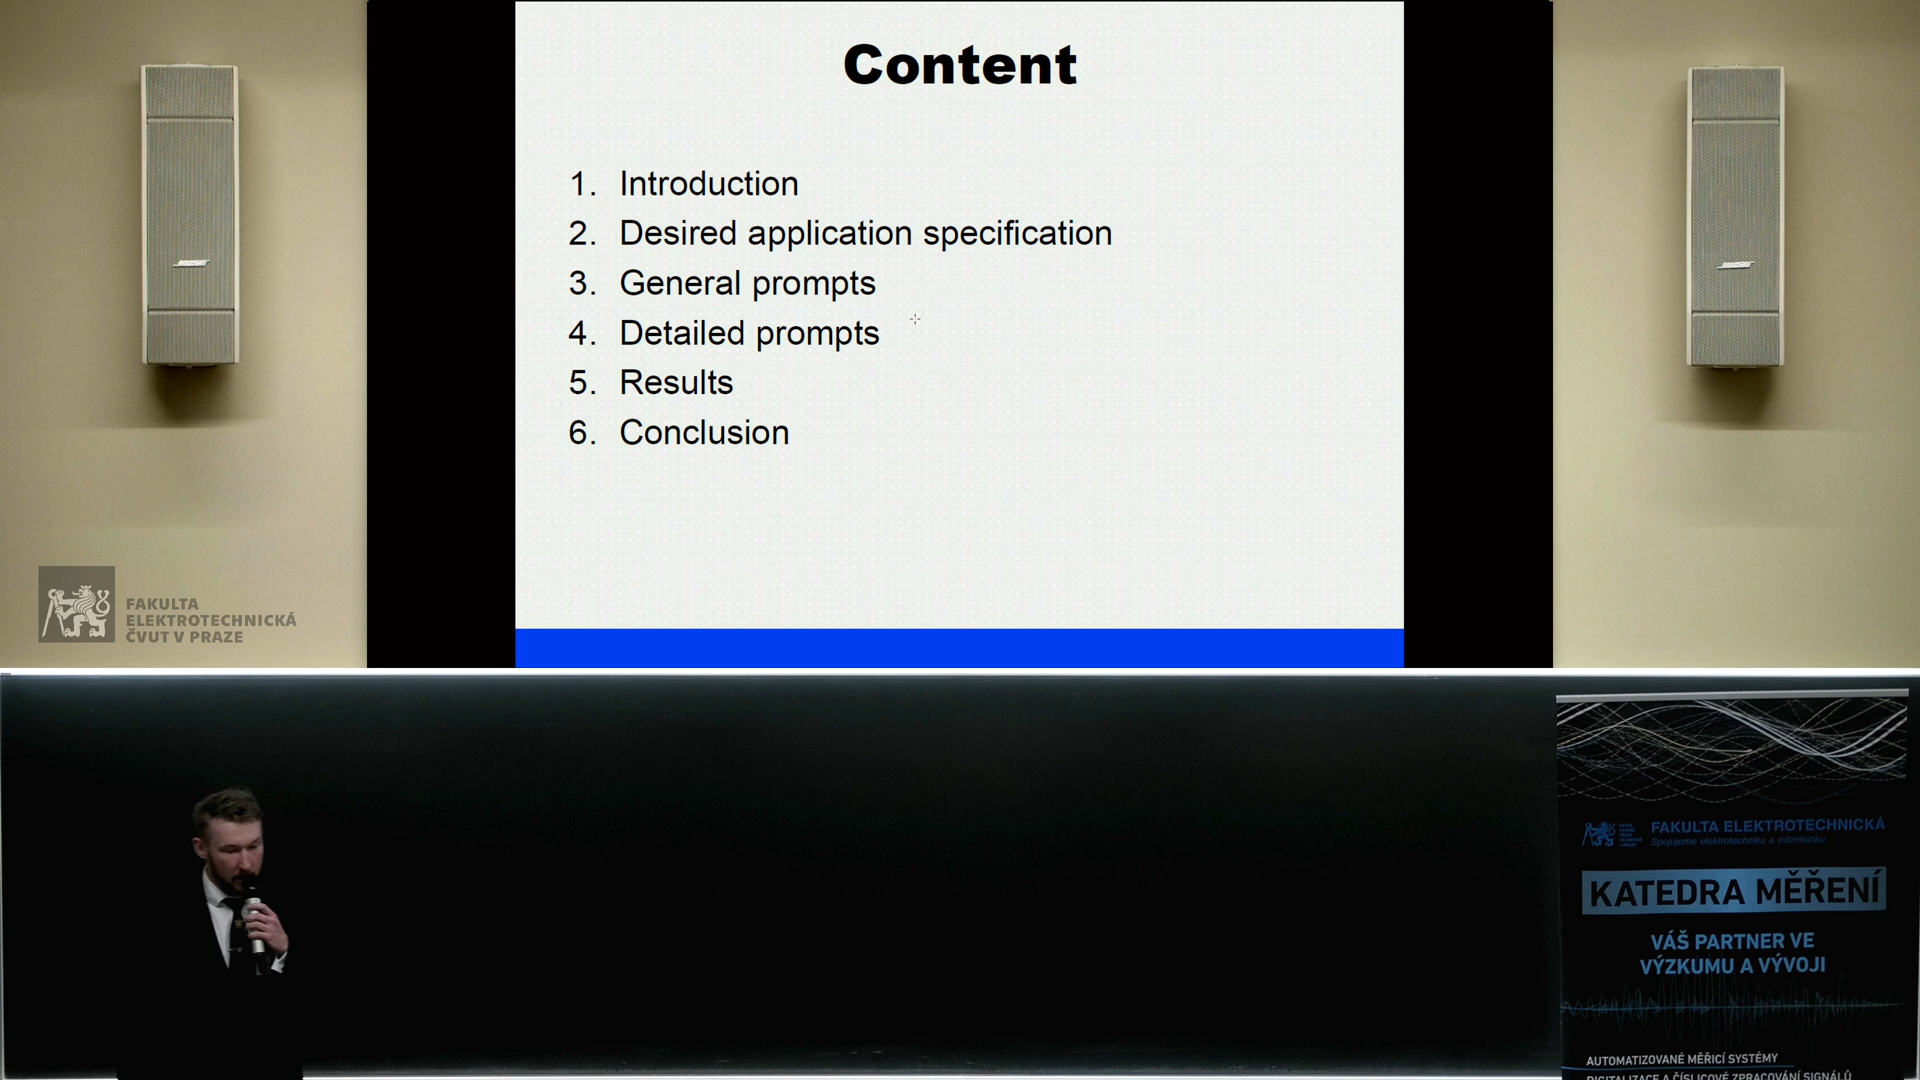 Content
1. Introduction
2. Desired application specification
3. General prompts
4. Detailed prompts
5. Results
6. Conclusion
FAKULTA
ELEKTROTECHNICKÁ
ČVUT V PRAZE
FAKULTA ELEKTROTECHNICKÁ
Spojujeme elektrotechniku a informatiku
KATEDRA MĚŘENÍ
VÁŠ PARTNER VE
VÝZKUMU A VÝVOJI
AUTOMATIZOVANÉ MĚŘICÍ SYSTÉMY
DIGITALIZACE A ČÍSLICOVÉ ZPRACOVÁNÍ SIGNÁLŮ